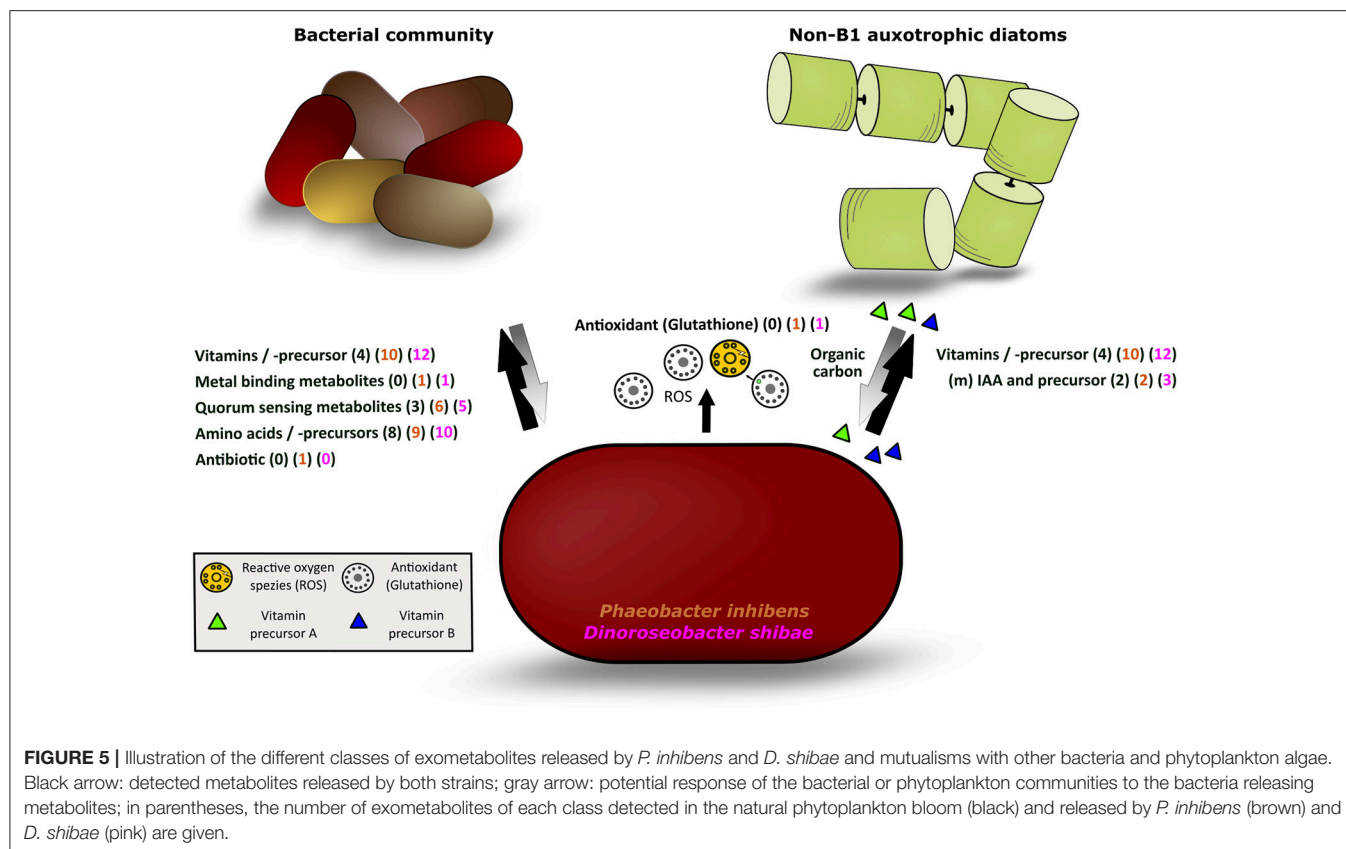 Bacterial community
Non-B1 auxotrophic diatoms
Antioxidant (Glutathione) (0) (1) (1)
ROS
Vitamins / -precursor (4) (10) (12)
Metal binding metabolites (0) (1) (1)
Quorum sensing metabolites (3) (6) (5)
Amino acids / -precursors (8) (9) (10)
Antibiotic (0) (1) (0)
Organic
carbon
Vitamins / -precursor (4) (10) (12)
(m) IAA and precursor (2) (2) (3)
Reactive oxygen
spezies (ROS)
Antioxidant
(Glutathione)
Vitamin
precursor A
Vitamin
precursor B
Phaeobacter inhibens
Dinoroseobacter shibae
FIGURE 5 | Illustration of the different classes of exometabolites released by P. inhibens and D. shibae and mutualisms with other bacteria and phytoplankton algae.
Black arrow: detected metabolites released by both strains; gray arrow: potential response of the bacterial or phytoplankton communities to the bacteria releasing
metabolites; in parentheses, the number of exometabolites of each class detected in the natural phytoplankton bloom (black) and released by P. inhibens (brown) and
D. shibae (pink) are given.